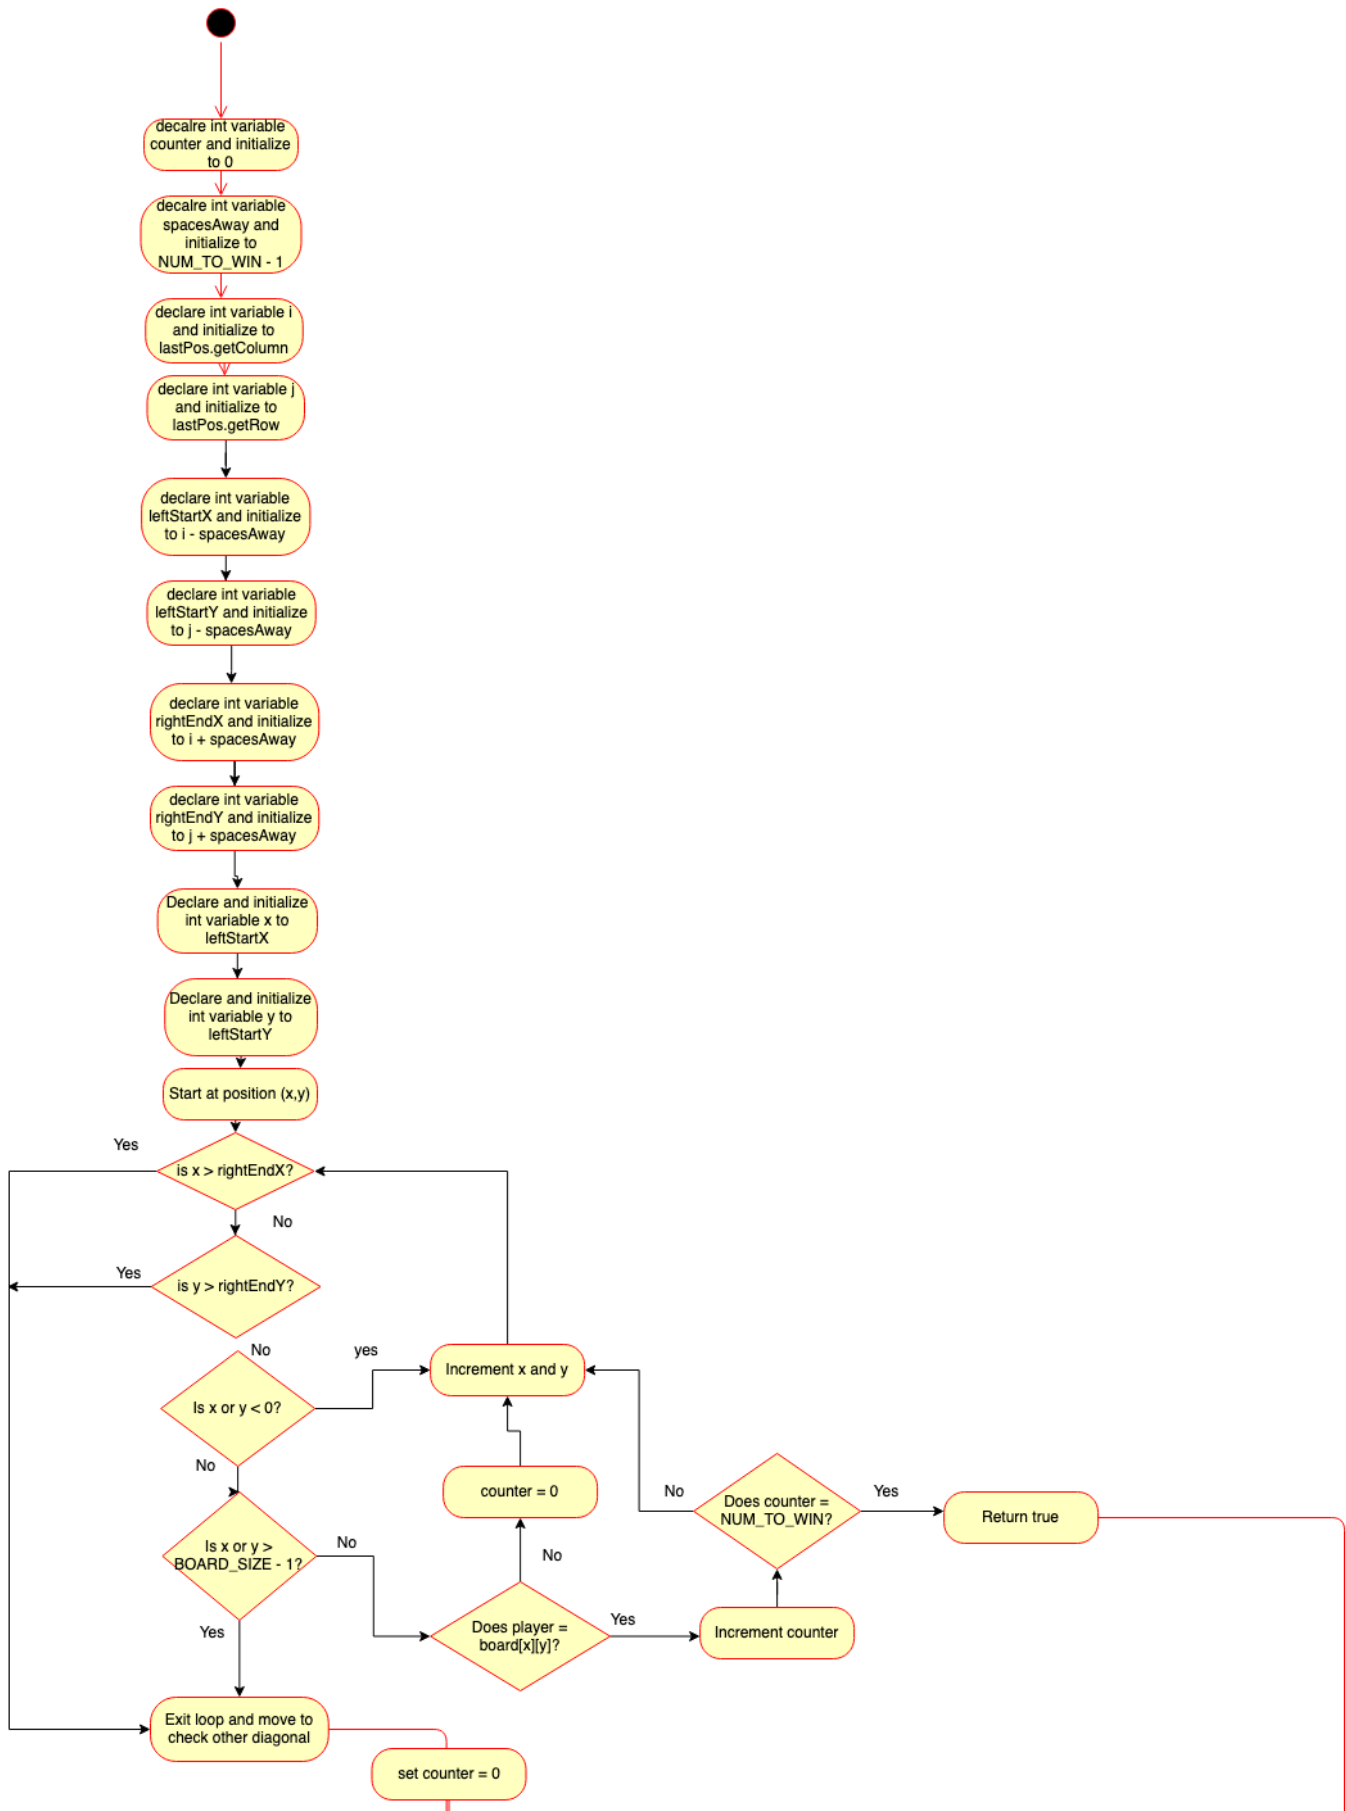 decalre int variable
counter and initialize
to 0
decalre int variable
spacesAway and
initialize to
NUM_TO_WIN - 1
declare int variable i
and initialize to
lastPos.getColumn
declare int variable j
and initialize to
lastPos.getRow
declare int variable
leftStartX and initialize
to i - spacesAway
declare int variable
leftStartY and initialize
to j - spacesAway
declare int variable
rightEndX and initialize
to i + spacesAway
declare int variable
rightEndY and initialize
to j + spacesAway
Declare and initialize
int variable x to
leftStartX
Declare and initialize
int variable y to
leftStartY
Start at position (x,y)
Yes
is x > rightEndX?
No
Yes
is y > rightEndY?
No
yes
Increment x and y
Is x or y < 0?
No
counter = 0
No
Does counter =
NUM_TO_WIN?
Yes
Return true
Is x or y >
BOARD_SIZE - 1?
No
No
Does player =
board[x][y]?
Yes
Increment counter
Yes
Exit loop and move to
check other diagonal
set counter = 0